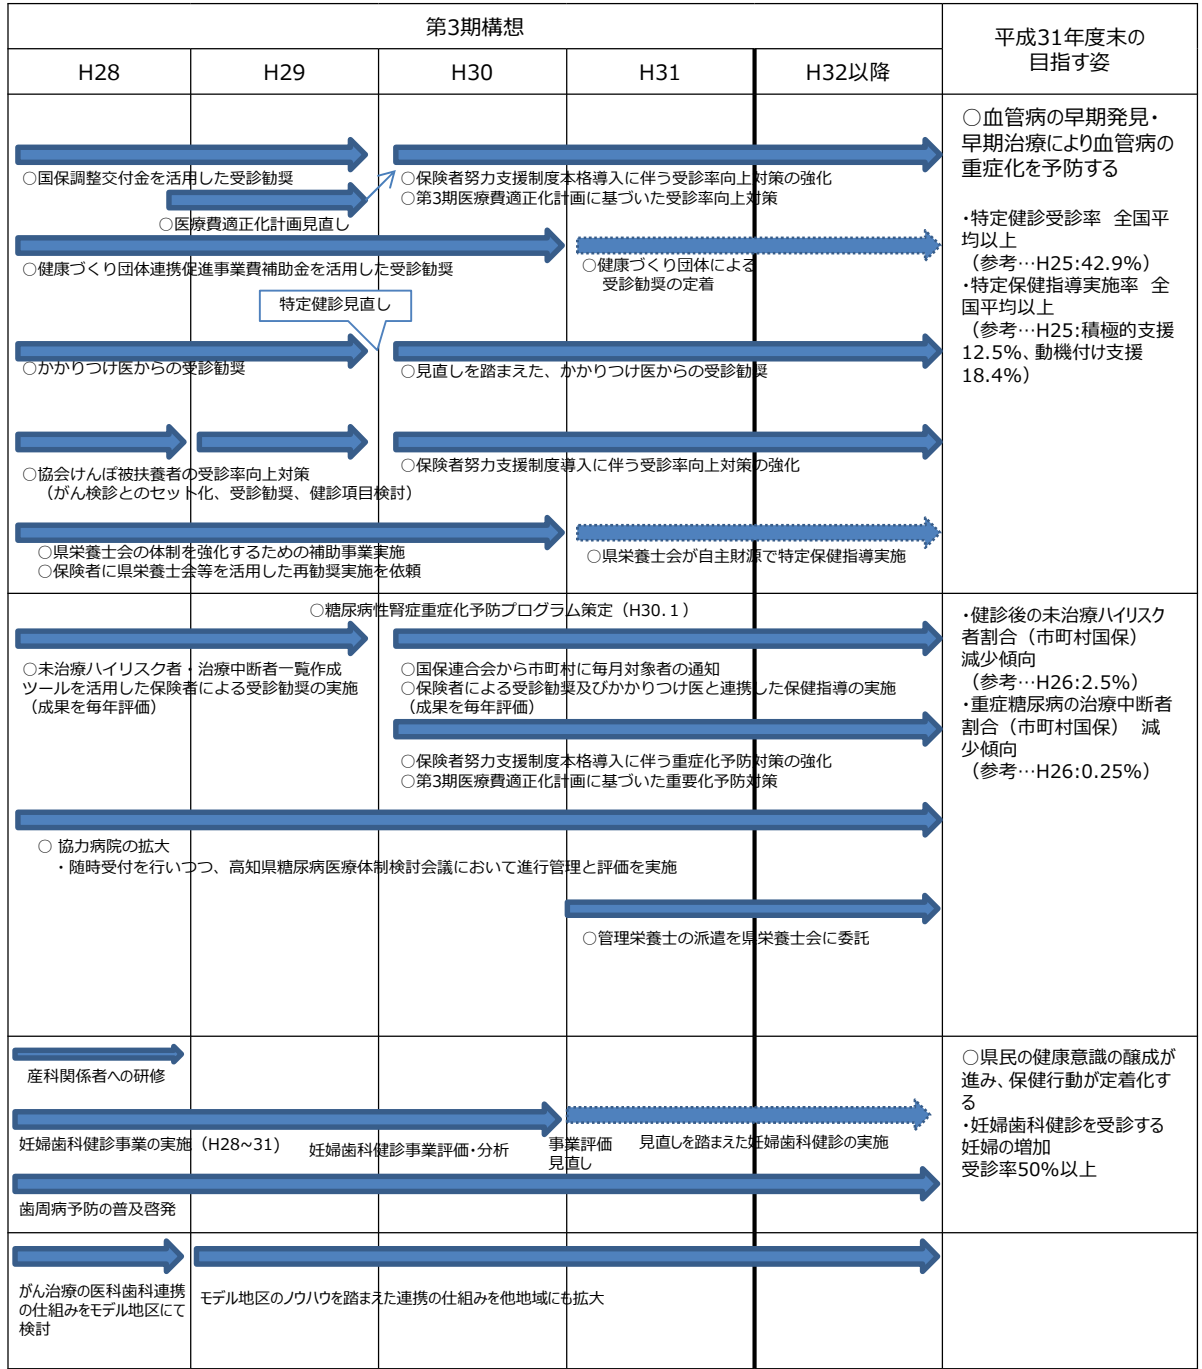 第3期構想
平成31年度末の
目指す姿
H28
H29
H30
H31
H32以降
○国保調整交付金を活用した受診勧奨
○保険者努力支援制度本格導入に伴う受診率向上対策の強化
○第3期医療費適正化計画に基づいた受診率向上対策
○医療費適正化計画見直し
○健康づくり団体連携促進事業費補助金を活用した受診勧奨
○健康づくり団体による
受診勧奨の定着
特定健診見直し
○かかりつけ医からの受診勧奨
○見直しを踏まえた、かかりつけ医からの受診勧奨
○協会けんぽ被扶養者の受診率向上対策
（がん検診とのセット化、受診勧奨、健診項目検討）
○保険者努力支援制度導入に伴う受診率向上対策の強化
○県栄養士会の体制を強化するための補助事業実施
○保険者に県栄養士会等を活用した再勧奨実施を依頼
○県栄養士会が自主財源で特定保健指導実施
○血管病の早期発見・
早期治療により血管病の
重症化を予防する
・特定健診受診率　全国平
均以上
（参考…H25:42.9%）
・特定保健指導実施率　全
国平均以上
（参考…H25:積極的支援
12.5%、動機付け支援
18.4%）
○糖尿病性腎症重症化予防プログラム策定（H30.1）
○未治療ハイリスク者・治療中断者一覧作成
ツールを活用した保険者による受診勧奨の実施
（成果を毎年評価）
○国保連合会から市町村に毎月対象者の通知
○保険者による受診勧奨及びかかりつけ医と連携した保健指導の実施
（成果を毎年評価）
○保険者努力支援制度本格導入に伴う重症化予防対策の強化
○第3期医療費適正化計画に基づいた重要化予防対策
○ 協力病院の拡大
・随時受付を行いつつ、高知県糖尿病医療体制検討会議において進行管理と評価を実施
○管理栄養士の派遣を県栄養士会に委託
・健診後の未治療ハイリスク
者割合（市町村国保）
減少傾向
（参考…H26:2.5%）
・重症糖尿病の治療中断者
割合（市町村国保）　減
少傾向
（参考…H26:0.25%）
産科関係者への研修
妊婦歯科健診事業の実施（H28~31）
妊婦歯科健診事業評価・分析
事業評価
見直し
見直しを踏まえた妊婦歯科健診の実施
歯周病予防の普及啓発
○県民の健康意識の醸成が
進み、保健行動が定着化す
る
・妊婦歯科健診を受診する
妊婦の増加
受診率50%以上
がん治療の医科歯科連携
の仕組みをモデル地区にて
検討
モデル地区のノウハウを踏まえた連携の仕組みを他地域にも拡大